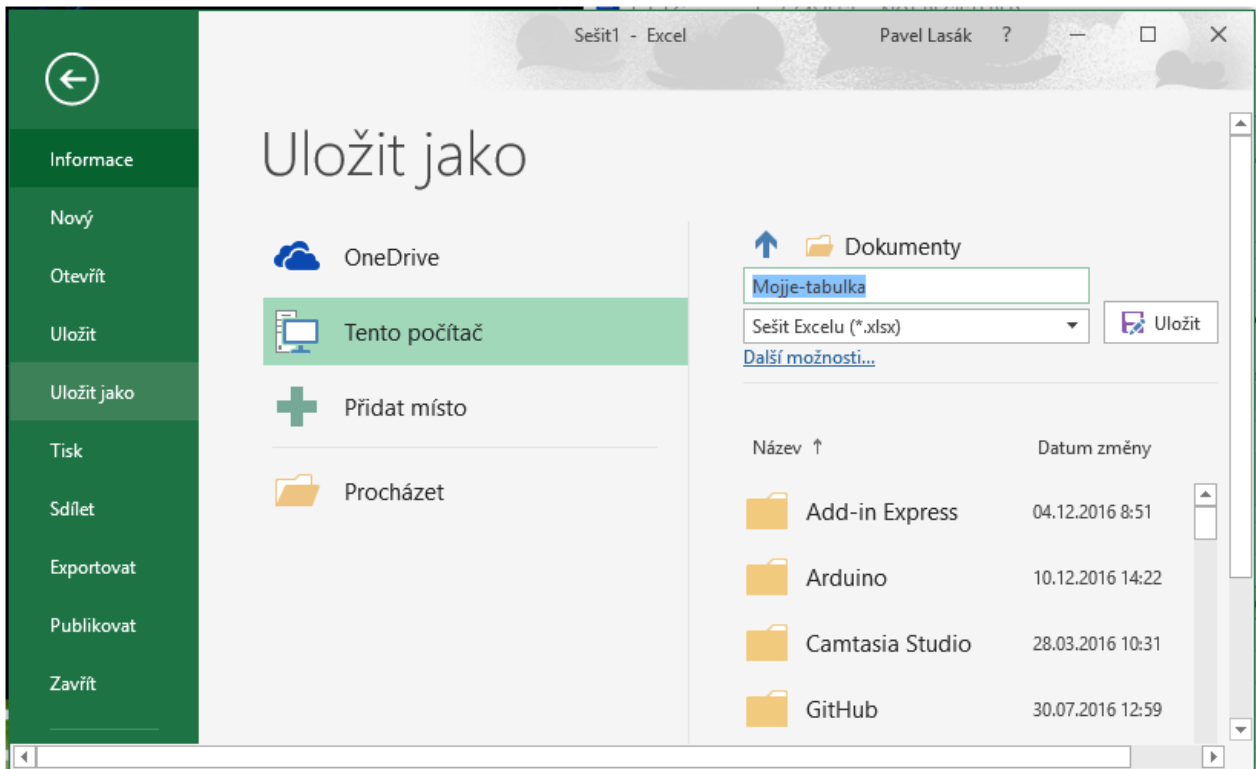 Sešit1 - Excel
Pavel Lasák ?
Informace
Nový
Otevřít
Uložit
Uložit jako
Tisk
Sdílet
Exportovat
Publikovat
Zavřít
Uložit jako
OneDrive
Tento počítač
Přidat místo
Procházet
Dokumenty
Mojje-tabulka
Sešit Excelu (*.xlsx)
Uložit
Další možnosti...
Název Datum změny
Add-in Express 04.12.2016 8:51
Arduino 10.12.2016 14:22
Camtasia Studio 28.03.2016 10:31
GitHub 30.07.2016 12:59